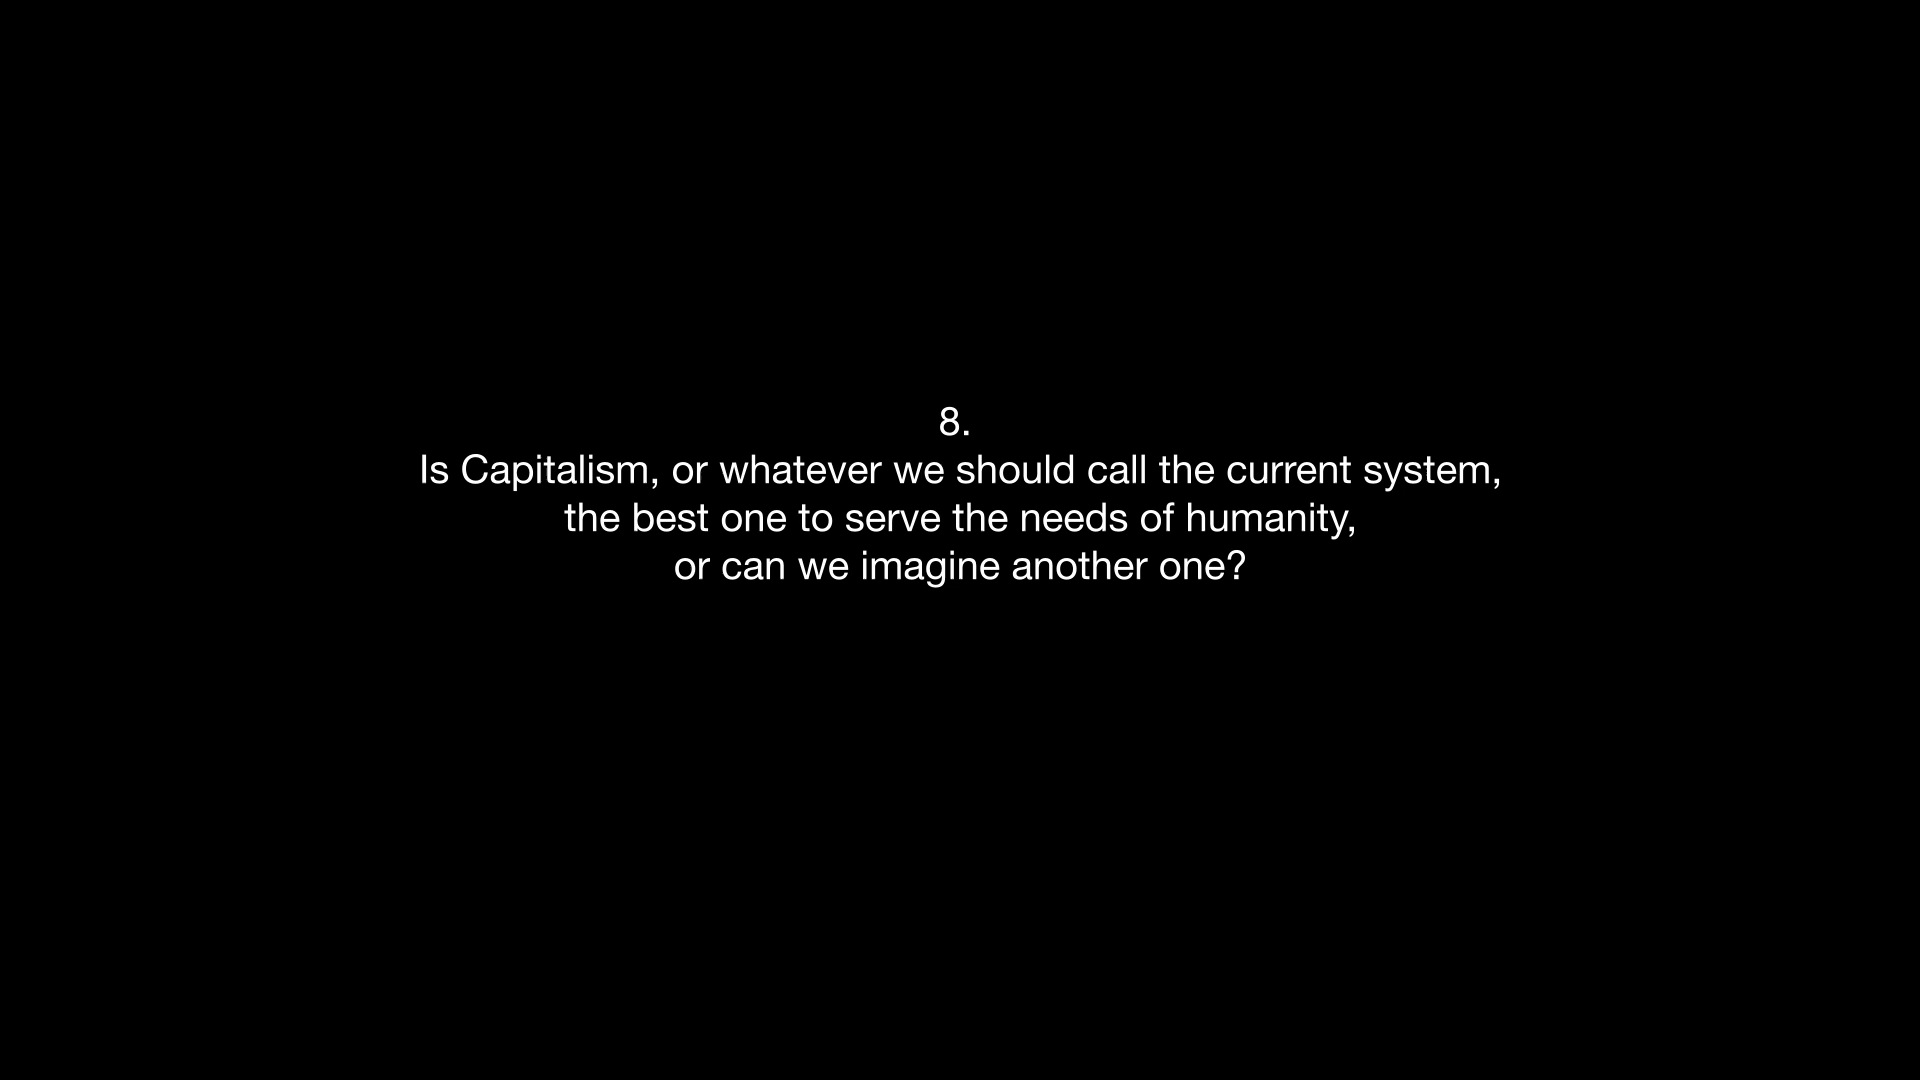 8.
Is Capitalism, or whatever we should call the current system,
the best one to serve the needs of humanity,
or can we imagine another one?